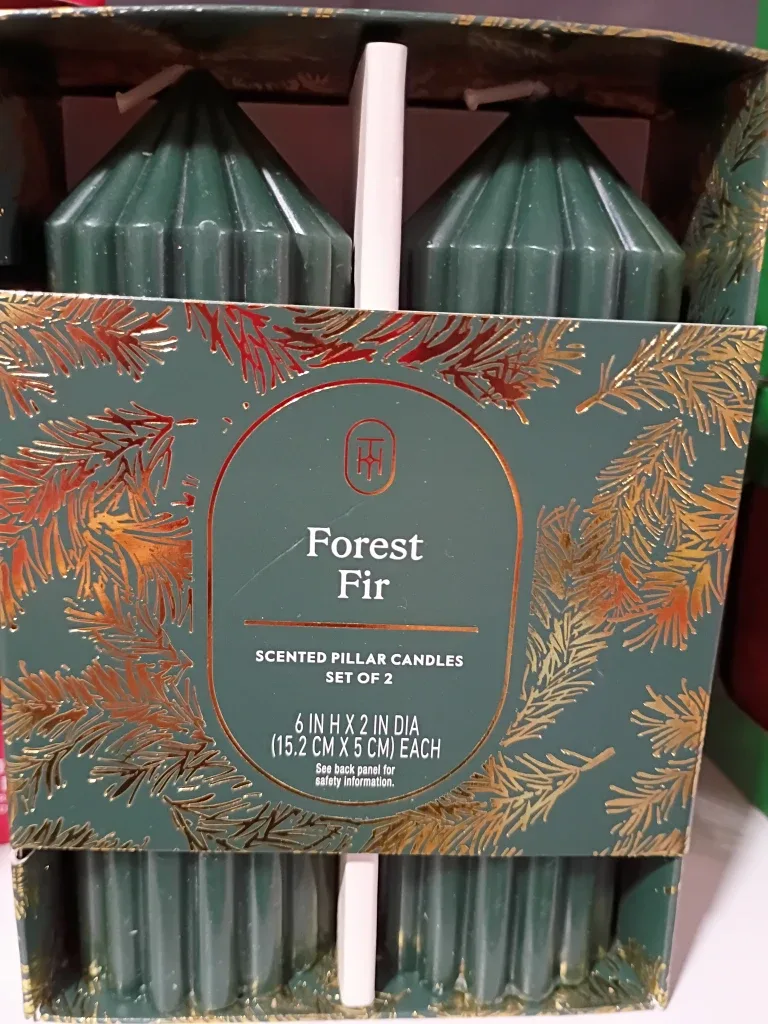 TH
Forest
Fir
SCENTED PILLAR CANDLES
SET OF 2
6 IN H X 2 IN DIA
(15.2 CM X 5 CM) EACH
See back panel for
safety information.